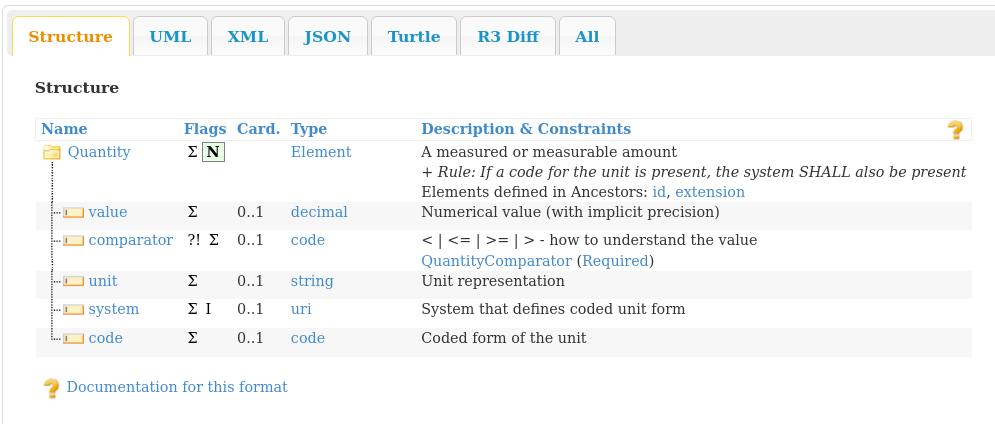 Structure UML XML JSON Turtle R3 Diff All
Structure
Name Flags Card. Type Description & Constraints
Quantity Σ N Element A measured or measurable amount
+ Rule: If a code for the unit is present, the system SHALL also be present
Elements defined in Ancestors: id, extension
value Σ 0..1 decimal Numerical value (with implicit precision)
comparator ?! Σ 0..1 code < | <= | >= | > - how to understand the value
QuantityComparator (Required)
unit Σ 0..1 string Unit representation
system Σ I 0..1 uri System that defines coded unit form
code Σ 0..1 code Coded form of the unit
Documentation for this format